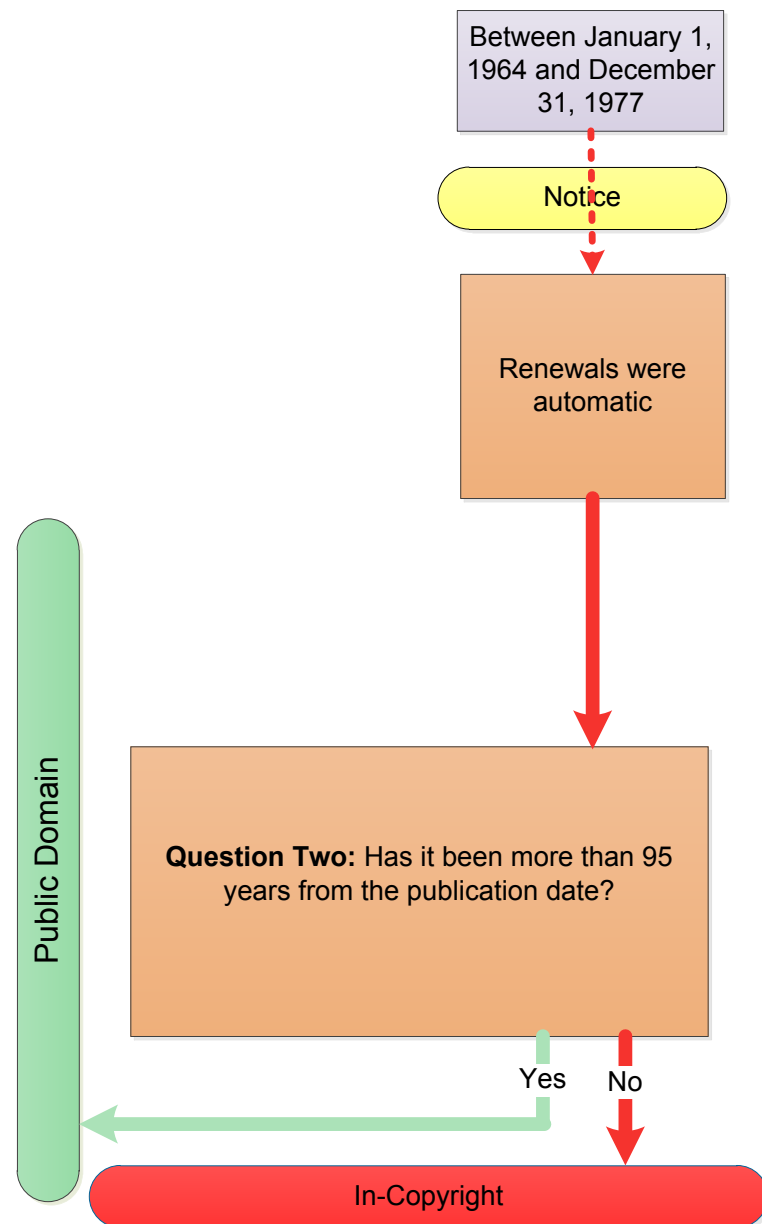 Between January 1,
1964 and December
31, 1977
Notice
Renewals were
automatic
Public Domain
Question Two: Has it been more than 95
years from the publication date?
Yes
No
In-Copyright